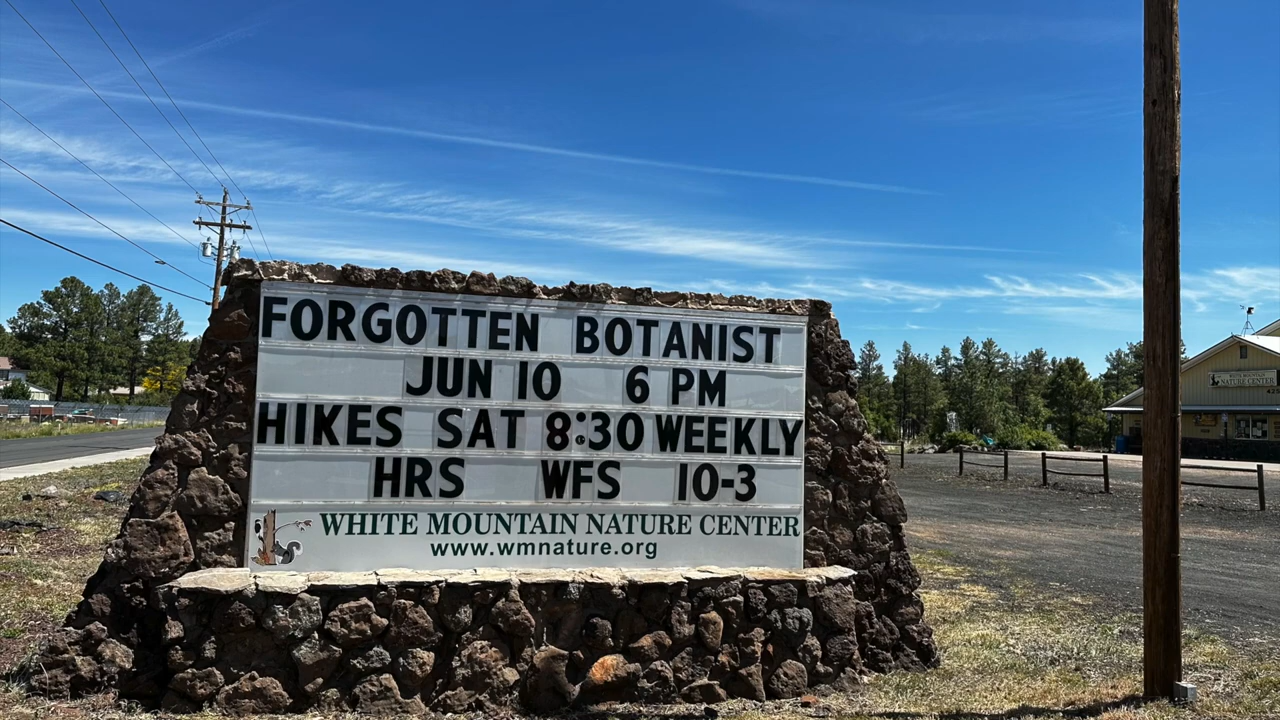 FORGOTTEN BOTANIST
JUN 10 6 PM
HIKES SAT 8:30 WEEKLY
HRS WFS 10-3
WHITE MOUNTAIN NATURE CENTER
www.wmnature.org
NATURE CENTER